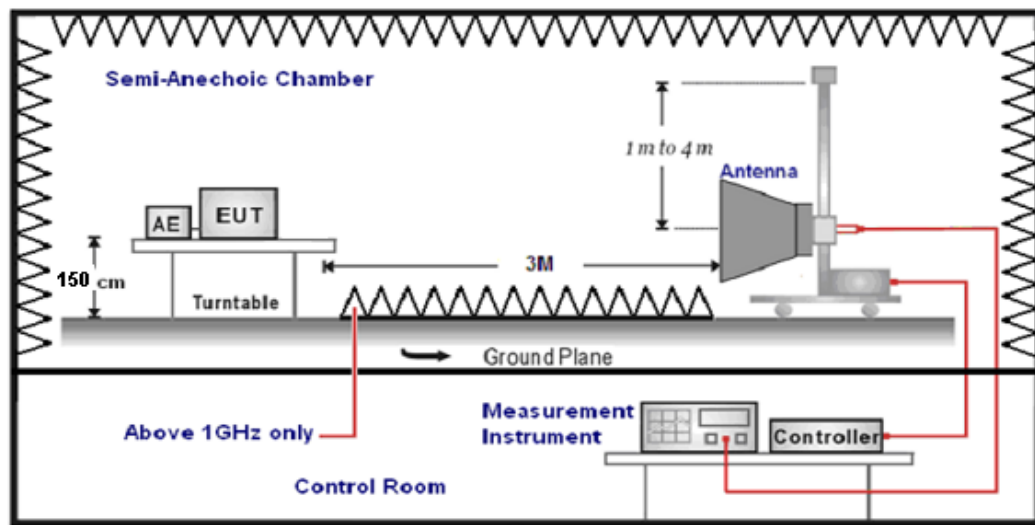 Semi-Anechoic Chamber
1 m to 4 m
Antenna
AE
EUT
150 cm
3M
Turntable
Ground Plane
Above 1GHz only
Measurement
Instrument
Controller
Control Room